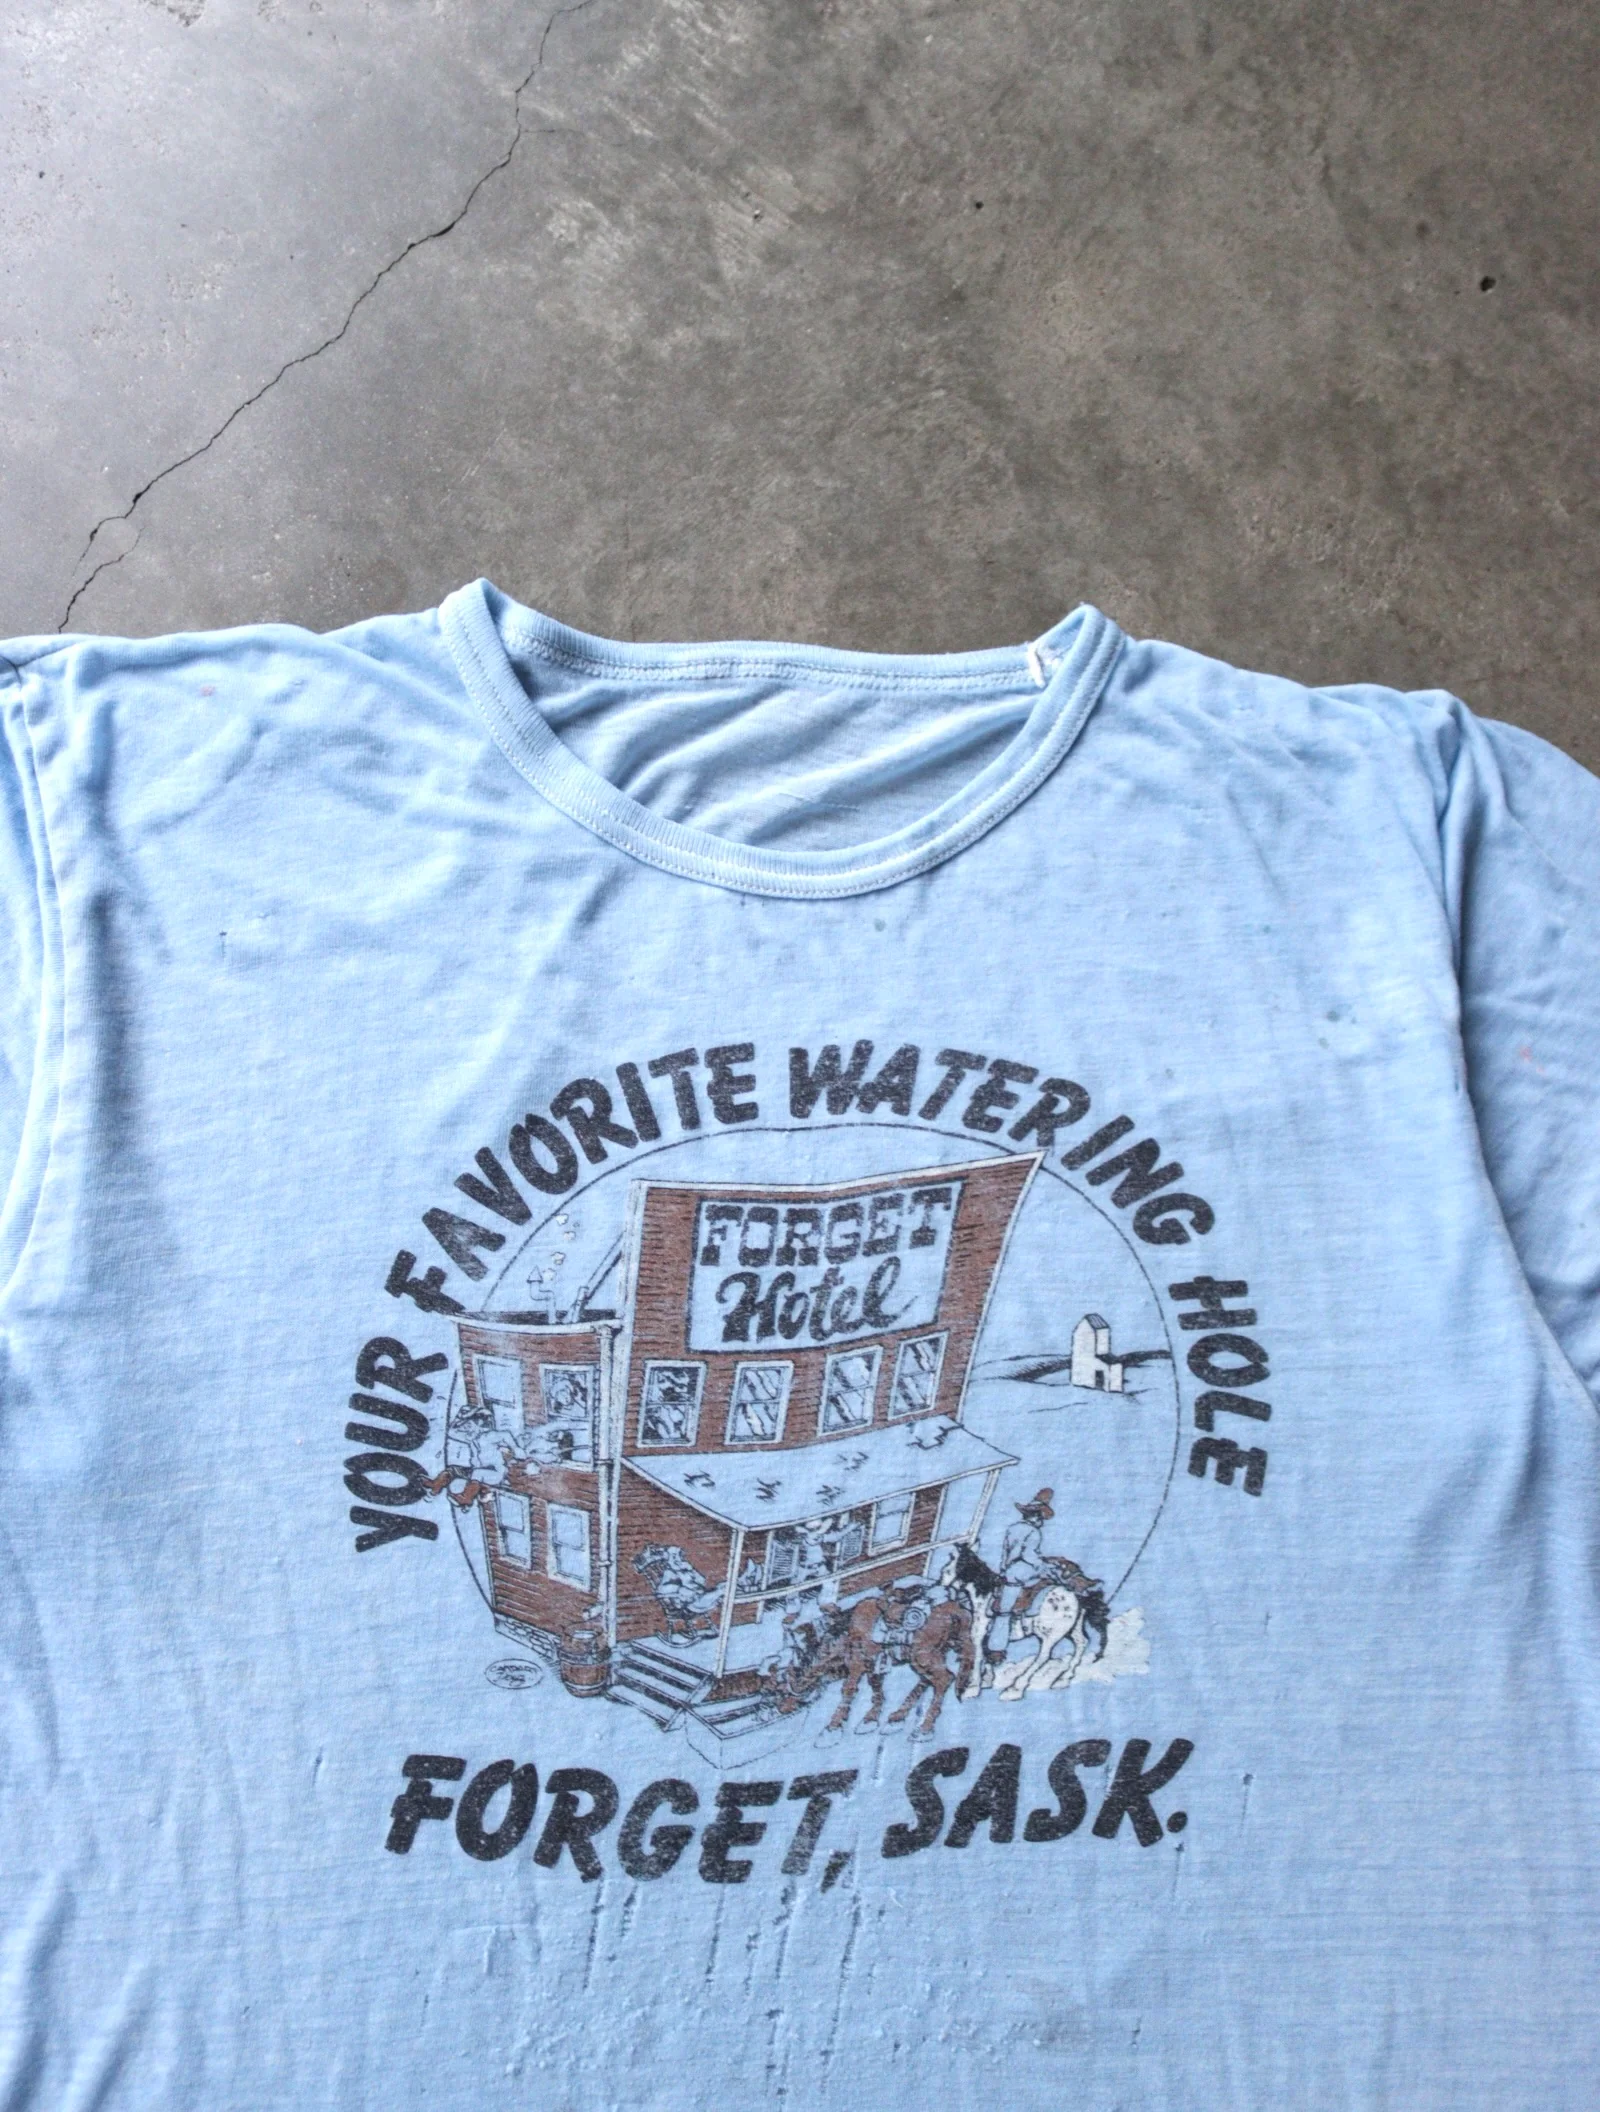 YOUR FAVORITE WATERING HOLE
FORGET
Hotel
FORGET, SASK.